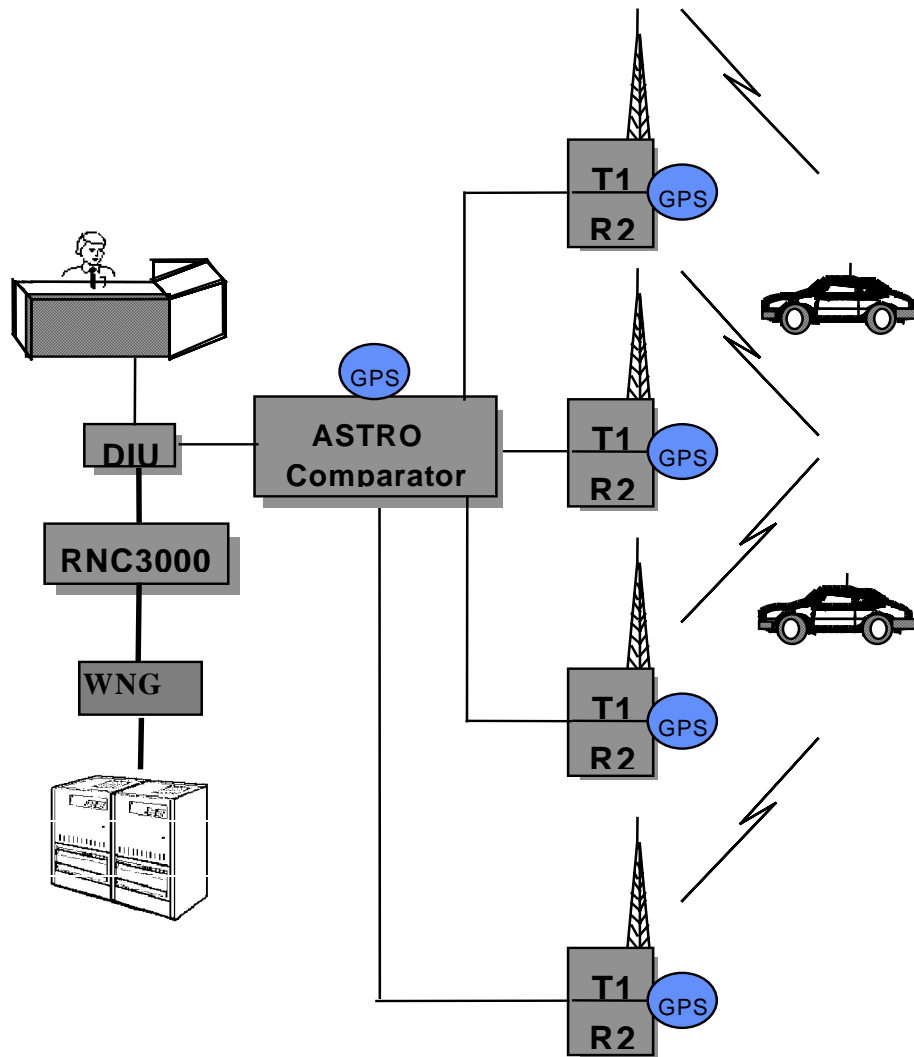 T1
GPS
R2
GPS
ASTRO
Comparator
DIU
T1
GPS
R2
RNC3000
WNG
T1
GPS
R2
T1
GPS
R2